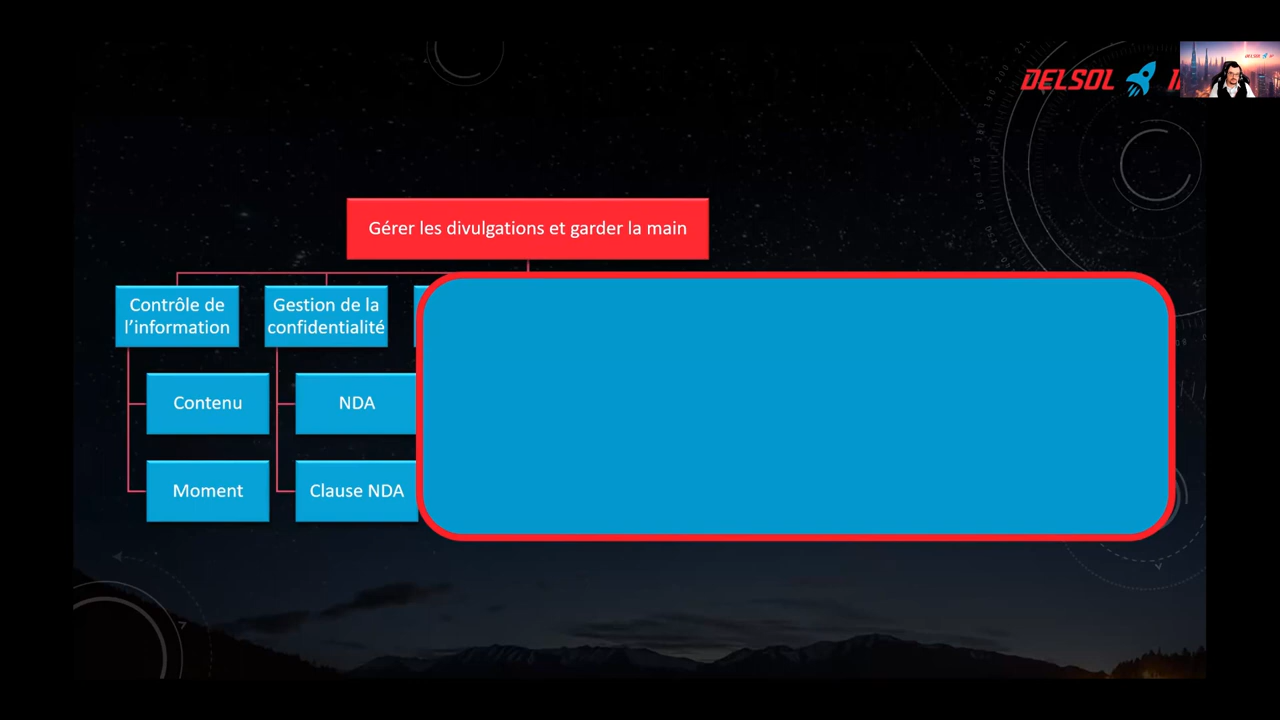 DELSOL
Gérer les divulgations et garder la main
Contrôle de
l'information
Gestion de la
confidentialité
Contenu
NDA
Moment
Clause NDA